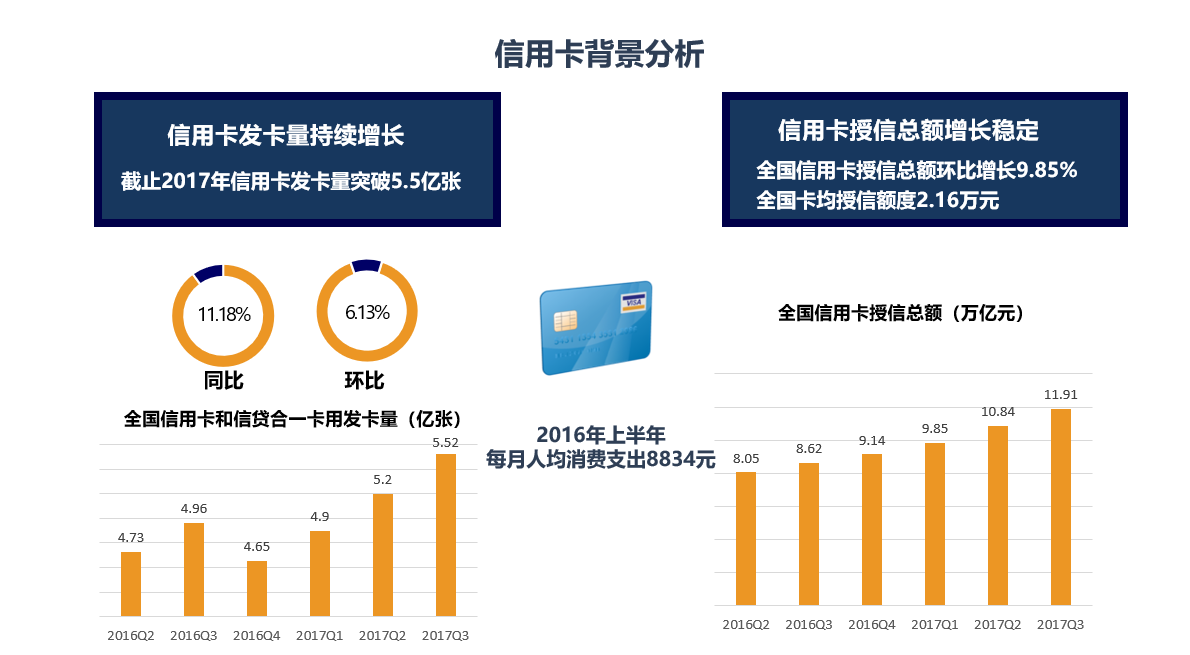 信用卡背景分析
信用卡发卡量持续增长
截止2017年信用卡发卡量突破5.5亿张
信用卡授信总额增长稳定
全国信用卡授信总额环比增长9.85%
全国卡均授信额度2.16万元
11.18%
同比
6.13%
环比
全国信用卡和信贷合一卡用发卡量（亿张）
4.73
4.96
4.65
4.9
5.2
5.52
2016Q2
2016Q3
2016Q4
2017Q1
2017Q2
2017Q3
VISA
2016年上半年
每月人均消费支出8834元
全国信用卡授信总额（万亿元）
8.05
8.62
9.14
9.85
10.84
11.91
2016Q2
2016Q3
2016Q4
2017Q1
2017Q2
2017Q3